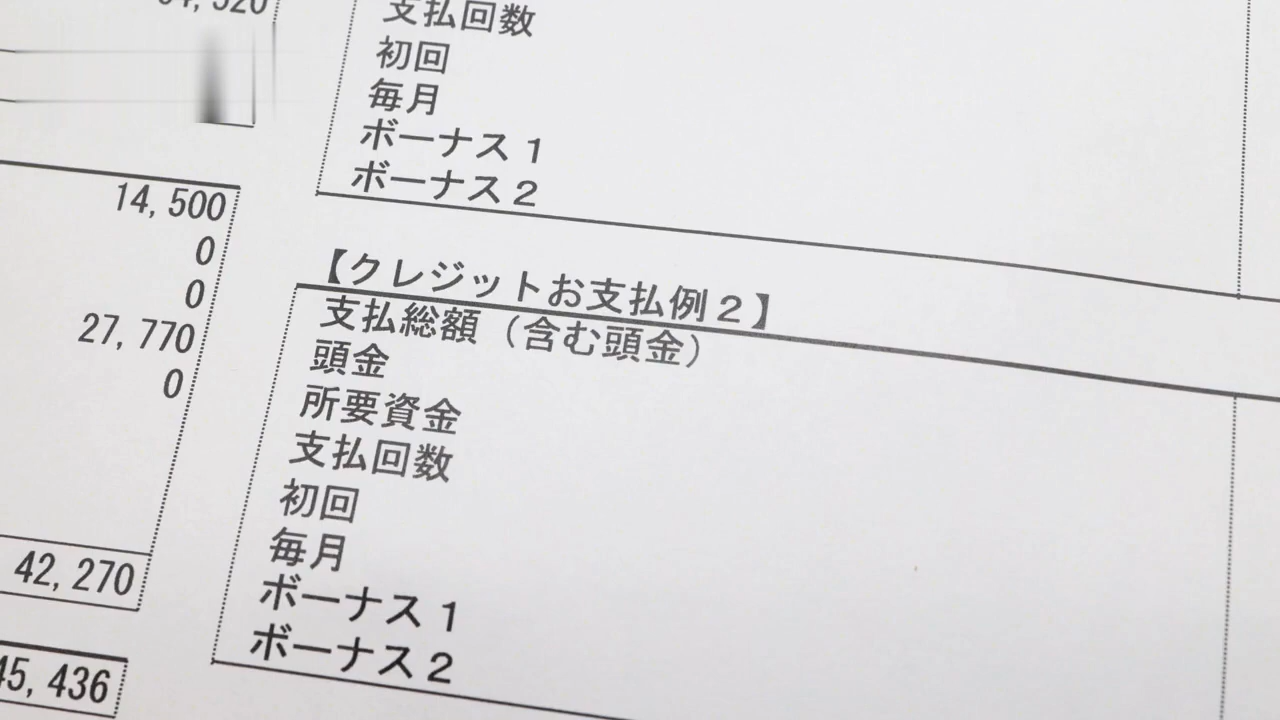 支払回数
初回
毎月
ボーナス1
ボーナス2
14,500
0
0
27,770
0
42,270
45,436
【クレジットお支払例2】
支払総額（含む頭金）
頭金
所要資金
支払回数
初回
毎月
ボーナス1
ボーナス2